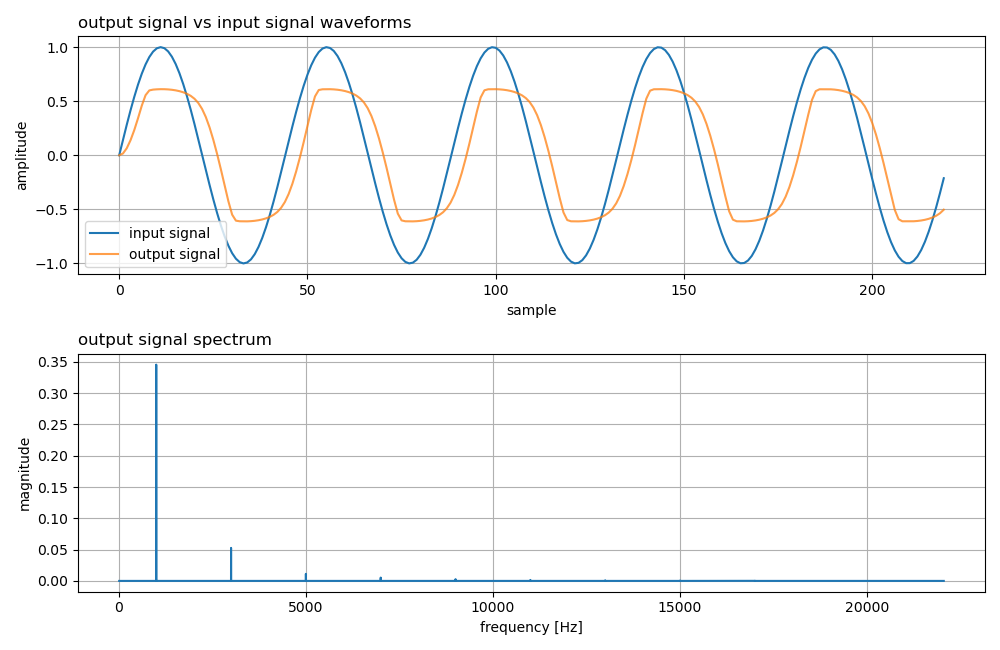 output signal vs input signal waveforms
1.0
0.5
0.0
−0.5
−1.0
amplitude
input signal
output signal
0 50 100 150 200
sample
output signal spectrum
0.35
0.30
0.25
0.20
0.15
0.10
0.05
0.00
magnitude
0 5000 10000 15000 20000
frequency [Hz]